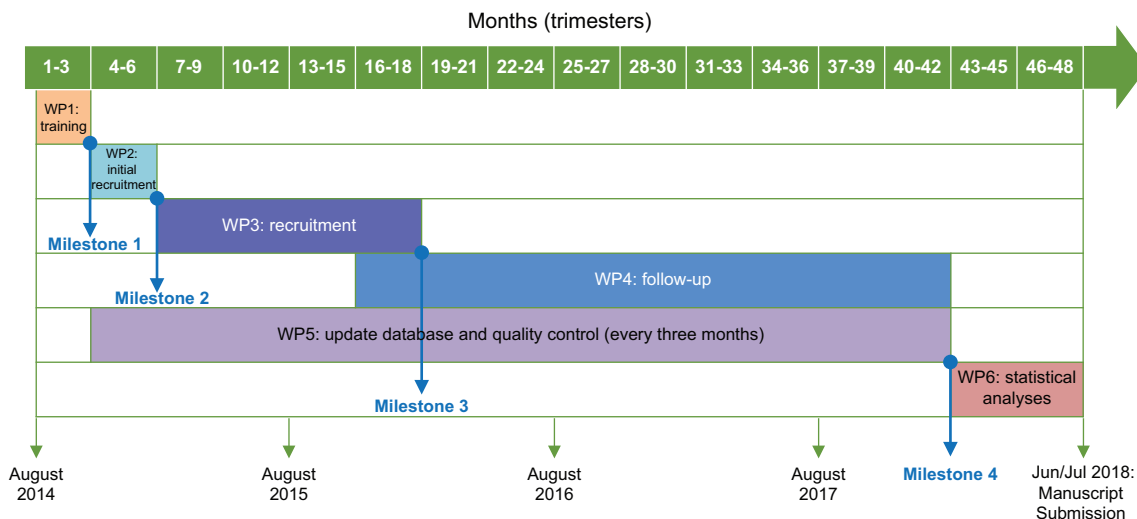 Months (trimesters)
1-3 4-6 7-9 10-12 13-15 16-18 19-21 22-24 25-27 28-30 31-33 34-36 37-39 40-42 43-45 46-48
WP1:
training
WP2:
initial
recruitment
WP3: recruitment
Milestone 1
WP4: follow-up
Milestone 2
WP5: update database and quality control (every three months)
WP6: statistical
analyses
Milestone 3
August
2014
August
2015
August
2016
August
2017
Milestone 4
Jun/Jul 2018:
Manuscript
Submission